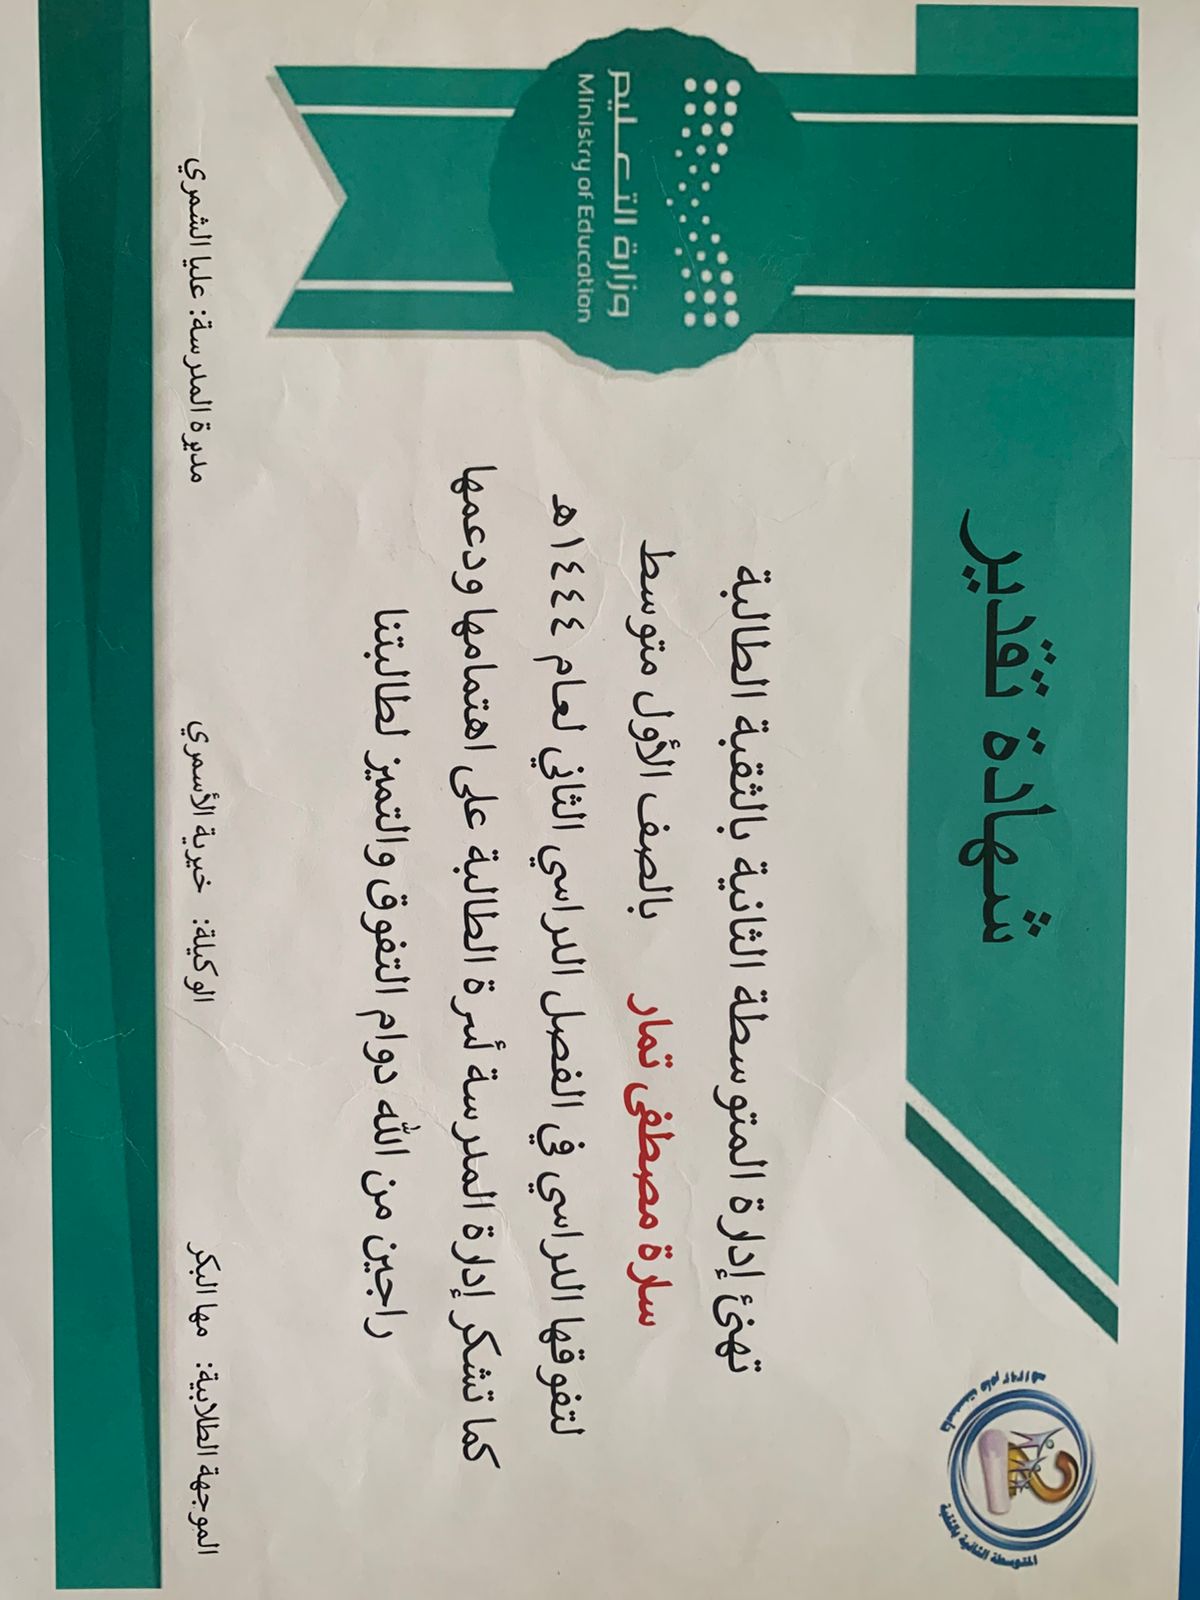 شهادة تقدير
وزارة التعليم
Ministry of Education
المتوسطة الثانية بالثقبة
تأسست عام ١٣٩٢هـ
تهنئ إدارة المتوسطة الثانية بالثقبة الطالبة
سارة مصطفى تمار بالصف الأول متوسط
لتفوقها الدراسي في الفصل الدراسي الثاني لعام ١٤٤٤هـ
كما تشكر إدارة المدرسة أسرة الطالبة على اهتمامها ودعمها
راجين من الله دوام التفوق والتميز لطالبتنا
الموجهة الطلابية: مها البكر الوكيلة: خيرية الأسمري مديرة المدرسة: عليا الشمري